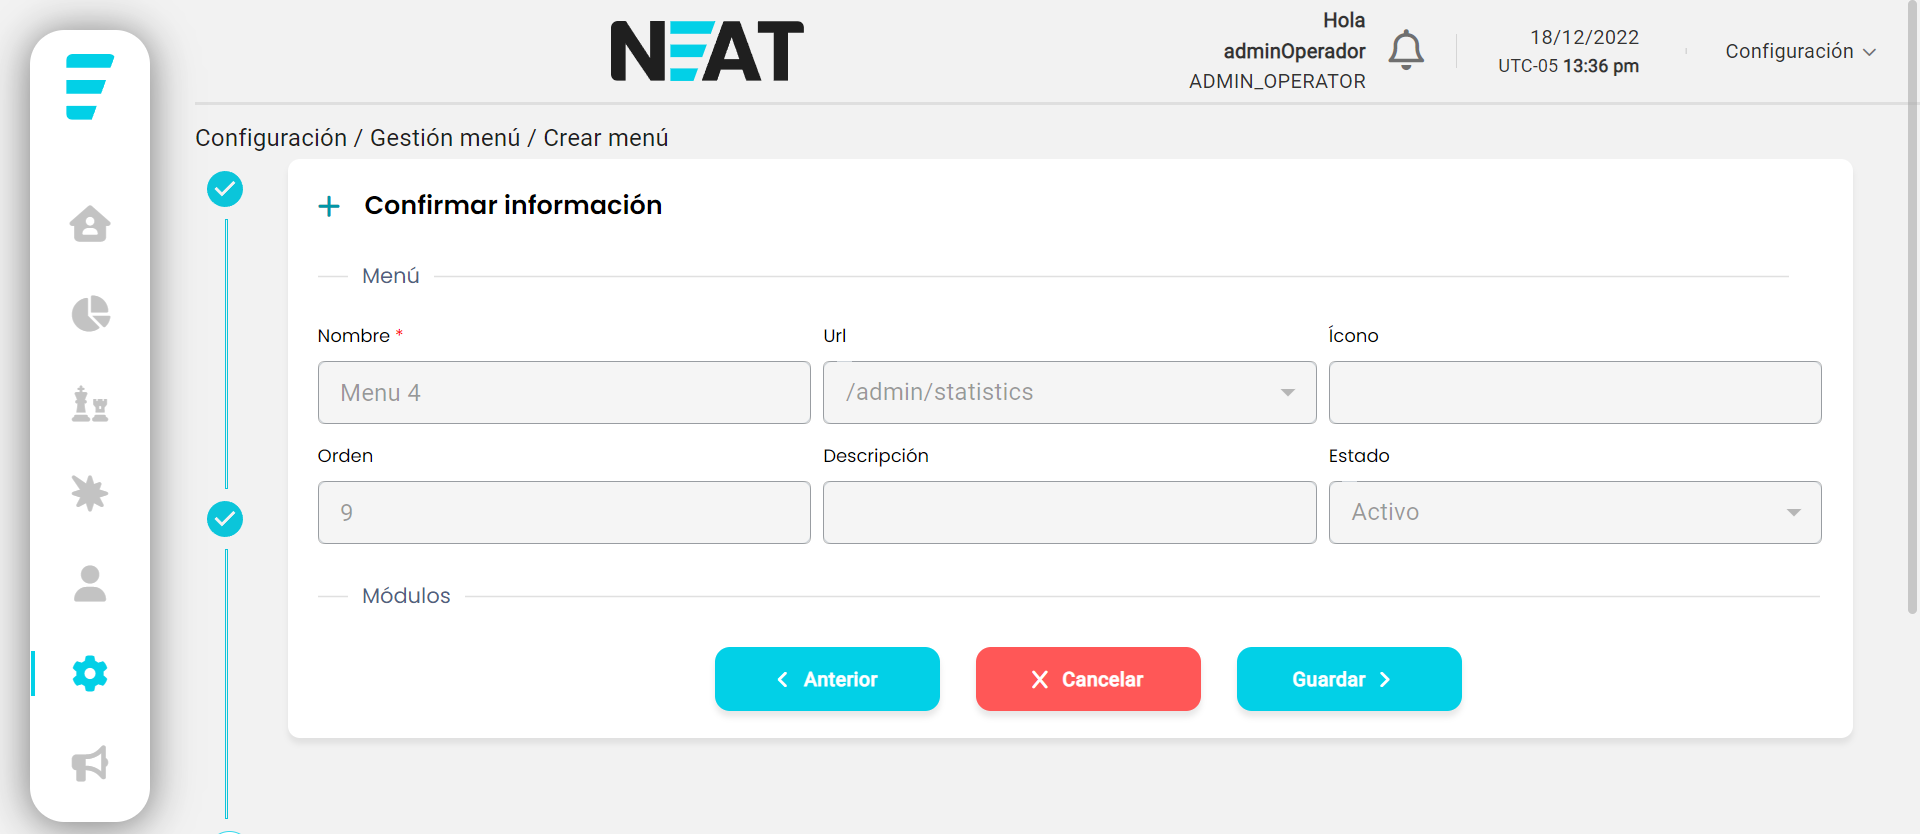 NEAT
Hola
adminOperador
ADMIN_OPERATOR
18/12/2022
UTC-05 13:36 pm
Configuración
Configuración / Gestión menú / Crear menú
Confirmar información
Menú
Nombre *
Url
Ícono
Menu 4
/admin/statistics
Orden
Descripción
Estado
9
Activo
Módulos
Anterior
Cancelar
Guardar